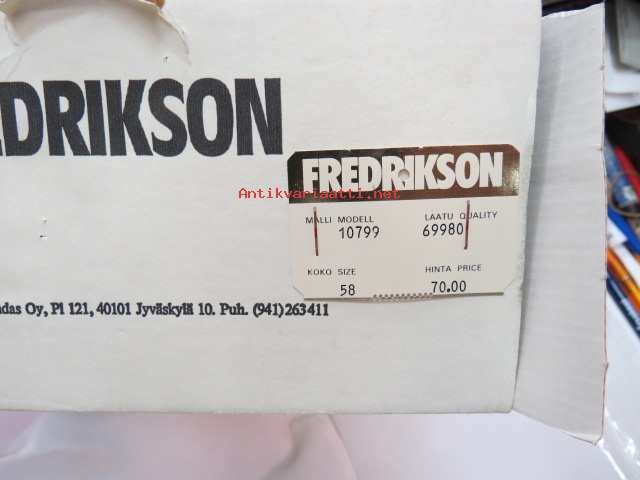 EDRIKSON
FREDRIKSON
Antikvariaatti.net
MALLI MODELL LAATU QUALITY
10799 69980
KOKO SIZE HINTA PRICE
58 70.00
das Oy, Pl 121, 40101 Jyväskylä 10. Puh. (941) 263411